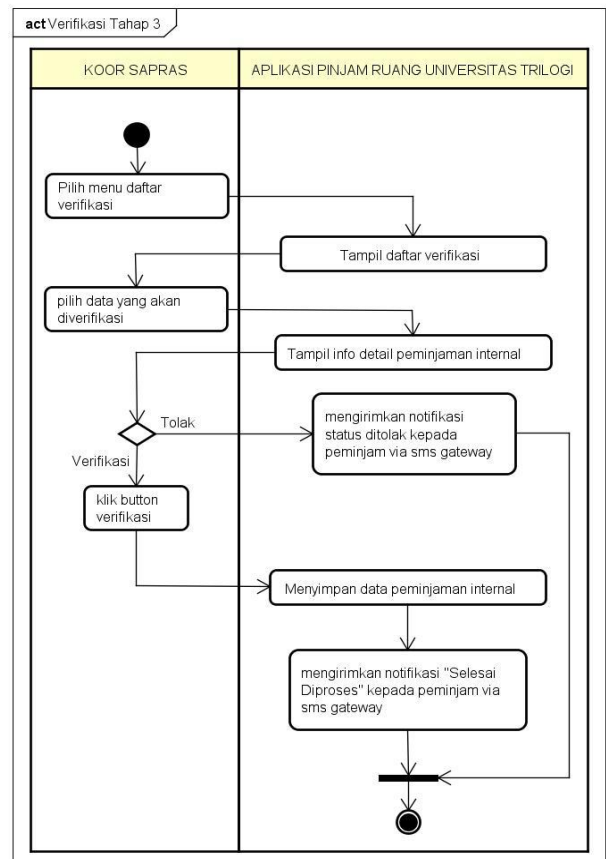 act Verifikasi Tahap 3
KOOR SAPRAS
APLIKASI PINJAM RUANG UNIVERSITAS TRILOGI
Pilih menu daftar
verifikasi
Tampil daftar verifikasi
pilih data yang akan
diverifikasi
Tampil info detail peminjaman internal
Tolak
mengirimkan notifikasi
status ditolak kepada
peminjam via sms gateway
Verifikasi
klik button
verifikasi
Menyimpan data peminjaman internal
mengirimkan notifikasi "Selesai
Diproses" kepada peminjam via
sms gateway